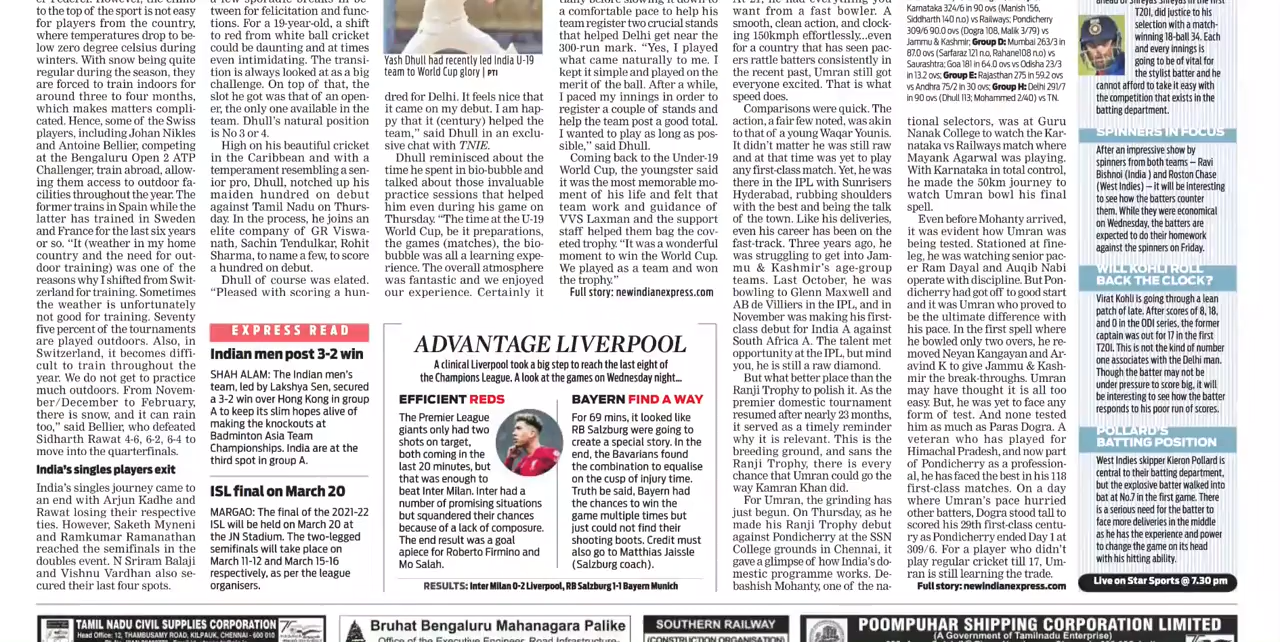 to the top of the sport is not easy
for players from the country,
where temperatures drop to be-
low zero degree celsius during
winters. With snow being quite
regular during the season, they
are forced to train indoors for
around three to four months,
which makes matters compli-
cated. Hence, some of the Swiss
players, including Johan Nikles
and Antoine Bellier, competing
at the Bengaluru Open 2 ATP
Challenger, train abroad, allow-
ing them access to outdoor fa-
cilities throughout the year. The
former trains in Spain while the
latter has trained in Sweden
and France for the last six years
or so. "It (weather in my home
country and the need for out-
door training) was one of the
reasons why I shifted from Swit-
zerland for training. Sometimes
the weather is unfortunately
not good for training. Seventy
five percent of the tournaments
are played outdoors. Also, in
Switzerland, it becomes diffi-
cult to train throughout the
year. We do not get to practice
much outdoors. From Novem-
ber/December to February,
there is snow, and it can rain
too," said Bellier, who defeated
Sidharth Rawat 4-6, 6-2, 6-4 to
move into the quarterfinals.
India's singles players exit
India's singles journey came to
an end with Arjun Kadhe and
Rawat losing their respective
ties. However, Saketh Myneni
and Ramkumar Ramanathan
reached the semifinals in the
doubles event. N Sriram Balaji
and Vishnu Vardhan also se-
cured their last four spots.
tween for felicitation and func-
tions. For a 19-year-old, a shift
to red from white ball cricket
could be daunting and at times
even intimidating. The transi-
tion is always looked at as a big
challenge. On top of that, the
slot he got was that of an open-
er, the only one available in the
team. Dhull's natural position
is No 3 or 4.
High on his beautiful cricket
in the Caribbean and with a
temperament resembling a sen-
ior pro, Dhull, notched up his
maiden hundred on debut
against Tamil Nadu on Thurs-
day. In the process, he joins an
elite company of GR Viswa-
nath, Sachin Tendulkar, Rohit
Sharma, to name a few, to score
a hundred on debut.
Dhull of course was elated.
"Pleased with scoring a hun-
Yash Dhull had recently led India U-19
team to World Cup glory | PTI
dred for Delhi. It feels nice that
it came on my debut. I am hap-
py that it (century) helped the
team," said Dhull in an exclu-
sive chat with TNIE.
Dhull reminisced about the
time he spent in bio-bubble and
talked about those invaluable
practice sessions that helped
him even during his game on
Thursday. "The time at the U-19
World Cup, be it preparations,
the games (matches), the bio-
bubble was all a learning expe-
rience. The overall atmosphere
was fantastic and we enjoyed
our experience. Certainly it
a comfortable pace to help his
team register two crucial stands
that helped Delhi get near the
300-run mark. "Yes, I played
what came naturally to me. I
kept it simple and played on the
merit of the ball. After a while,
I paced my innings in order to
register a couple of stands and
help the team post a good total.
I wanted to play as long as pos-
sible," said Dhull.
Coming back to the Under-19
World Cup, the youngster said
it was the most memorable mo-
ment of his life and felt that
team work and guidance of
VVS Laxman and the support
staff helped them bag the cov-
eted trophy. "It was a wonderful
moment to win the World Cup.
We played as a team and won
the trophy."
Full story: newindianexpress.com
EXPRESS READ
Indian men post 3-2 win
SHAH ALAM: The Indian men's
team, led by Lakshya Sen, secured
a 3-2 win over Hong Kong in group
A to keep its slim hopes alive of
making the knockouts at
Badminton Asia Team
Championships. India are at the
third spot in group A.
ISL final on March 20
MARGAO: The final of the 2021-22
ISL will be held on March 20 at
the JN Stadium. The two-legged
semifinals will take place on
March 11-12 and March 15-16
respectively, as per the league
organisers.
ADVANTAGE LIVERPOOL
A clinical Liverpool took a big step to reach the last eight of
the Champions League. A look at the games on Wednesday night...
EFFICIENT REDS
The Premier League
giants only had two
shots on target,
both coming in the
last 20 minutes, but
that was enough to
beat Inter Milan. Inter had a
number of promising situations
but squandered their chances
because of a lack of composure.
The end result was a goal
apiece for Roberto Firmino and
Mo Salah.
BAYERN FIND A WAY
For 69 mins, it looked like
RB Salzburg were going to
create a special story. In the
end, the Bavarians found
the combination to equalise
on the cusp of injury time.
Truth be said, Bayern had
the chances to win the
game multiple times but
just could not find their
shooting boots. Credit must
also go to Matthias Jaissle
(Salzburg coach).
RESULTS: Inter Milan 0-2 Liverpool, RB Salzburg 1-1 Bayern Munich
want from a fast bowler. A
smooth, clean action, and clock-
ing 150kmph effortlessly...even
for a country that has seen pac-
ers rattle batters consistently in
the recent past, Umran still got
everyone excited. That is what
speed does.
Comparisons were quick. The
action, a fair few noted, was akin
to that of a young Waqar Younis.
It didn't matter he was still raw
and at that time was yet to play
any first-class match. Yet, he was
there in the IPL with Sunrisers
Hyderabad, rubbing shoulders
with the best and being the talk
of the town. Like his deliveries,
even his career has been on the
fast-track. Three years ago, he
was struggling to get into Jam-
mu & Kashmir's age-group
teams. Last October, he was
bowling to Glenn Maxwell and
AB de Villiers in the IPL, and in
November was making his first-
class debut for India A against
South Africa A. The talent met
opportunity at the IPL, but mind
you, he is still a raw diamond.
But what better place than the
Ranji Trophy to polish it. As the
premier domestic tournament
resumed after nearly 23 months,
it served as a timely reminder
why it is relevant. This is the
breeding ground, and sans the
Ranji Trophy, there is every
chance that Umran could go the
way Kamran Khan did.
For Umran, the grinding has
just begun. On Thursday, as he
made his Ranji Trophy debut
against Pondicherry at the SSN
College grounds in Chennai, it
gave a glimpse of how India's do-
mestic programme works. De-
bashish Mohanty, one of the na-
Karnataka 324/6 in 90 ovs (Manish 156,
Siddharth 140 n.o) vs Railways; Pondicherry
309/6 90.0 ovs (Dogra 108, Malik 3/79) vs
Jammu & Kashmir; Group D: Mumbai 263/3 in
87.0 ovs (Sarfaraz 121 n.o, Rahane108 n.o) vs
Saurashtra; Goa 181 in 64.0 ovs vs Odisha 23/3
in 13.2 ovs; Group E: Rajasthan 275 in 59.2 ovs
vs Andhra 75/2 in 30 ovs; Group H: Delhi 291/7
in 90 ovs (Dhull 113; Mohammed 2/40) vs TN.
tional selectors, was at Guru
Nanak College to watch the Kar-
nataka vs Railways match where
Mayank Agarwal was playing.
With Karnataka in total control,
he made the 50km journey to
watch Umran bowl his final
spell.
Even before Mohanty arrived,
it was evident how Umran was
being tested. Stationed at fine-
leg, he was watching senior pac-
er Ram Dayal and Auqib Nabi
operate with discipline. But Pon-
dicherry had got off to good start
and it was Umran who proved to
be the ultimate difference with
his pace. In the first spell where
he bowled only two overs, he re-
moved Neyan Kangayan and Ar-
avind K to give Jammu & Kash-
mir the break-throughs. Umran
may have thought it is all too
easy. But, he was yet to face any
form of test. And none tested
him as much as Paras Dogra. A
veteran who has played for
Himachal Pradesh, and now part
of Pondicherry as a profession-
al, he has faced the best in his 118
first-class matches. On a day
where Umran's pace hurried
other batters, Dogra stood tall to
scored his 29th first-class centu-
ry as Pondicherry ended Day 1 at
309/6. For a player who didn't
play regular cricket till 17, Um-
ran is still learning the trade.
Full story: newindianexpress.com
T20I, did justice to his
selection with a match-
winning 18-ball 34. Each
and every innings is
going to be vital for
the stylist batter and he
cannot afford to take it easy with
the competition that exists in the
batting department.
SPINNERS IN FOCUS
After an impressive show by
spinners from both teams – Ravi
Bishnoi (India ) and Roston Chase
(West Indies) – it will be interesting
to see how the batters counter
them. While they were economical
on Wednesday, the batters are
expected to do their homework
against the spinners on Friday.
WILL KOHLI ROLL
BACK THE CLOCK?
Virat Kohli is going through a lean
patch of late. After scores of 8, 18,
and 0 in the ODI series, the former
captain was out for 17 in the first
T20I. This is not the kind of number
one associates with the Delhi man.
Though the batter may not be
under pressure to score big, it will
be interesting to see how the batter
responds to his poor run of scores.
POLLARD'S
BATTING POSITION
West Indies skipper Kieron Pollard is
central to their batting department,
but the explosive batter walked into
bat at No.7 in the first game. There
is a serious need for the batter to
face more deliveries in the middle
as he has the experience and power
to change the game on its head
with his hitting ability.
Live on Star Sports @ 7.30 pm
TAMIL NADU CIVIL SUPPLIES CORPORATION
Head Office: 12, THAMBUSAMY ROAD, KILPAUK, CHENNAI - 600 010
Bruhat Bengaluru Mahanagara Palike
Office of the Executive Engineer, Road Infrastructure-
SOUTHERN RAILWAY
(CONSTRUCTION ORGANISATION)
POOMPUHAR SHIPPING CORPORATION LIMITED
(A Government of Tamilnadu Enterprise)